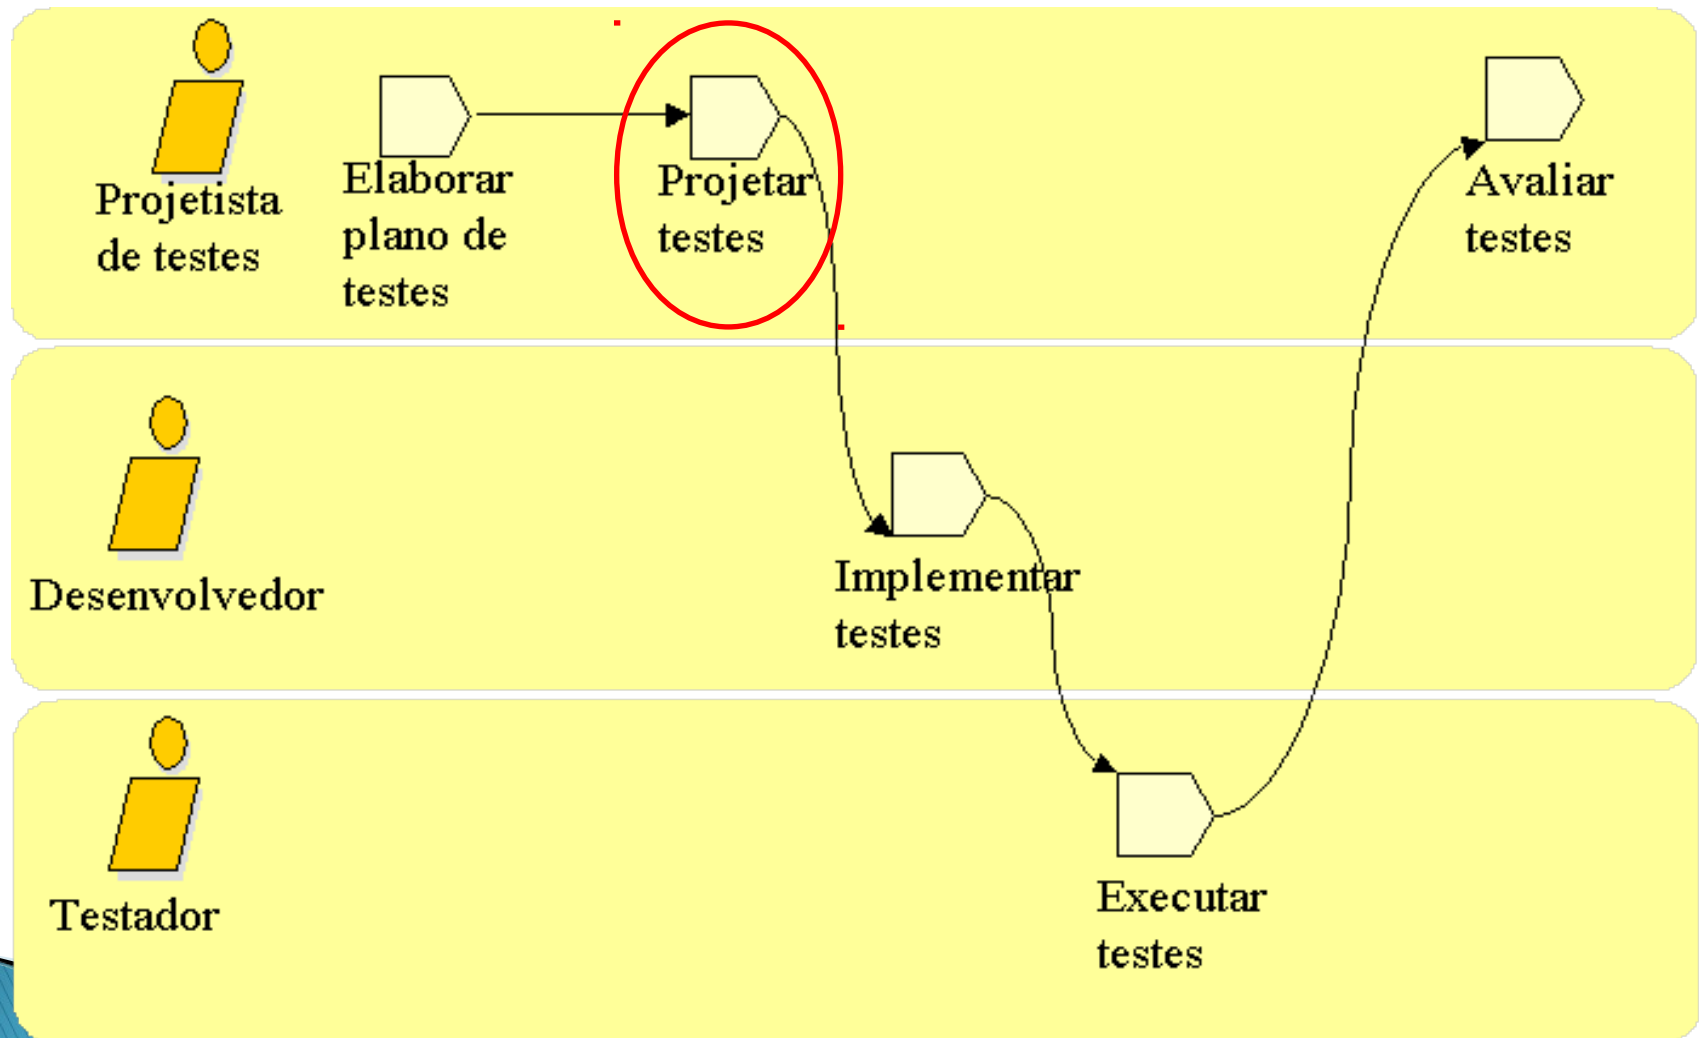 Projetista
de testes
Elaborar
plano de
testes
Projetar
testes
Avaliar
testes
Desenvolvedor
Implementar
testes
Testador
Executar
testes